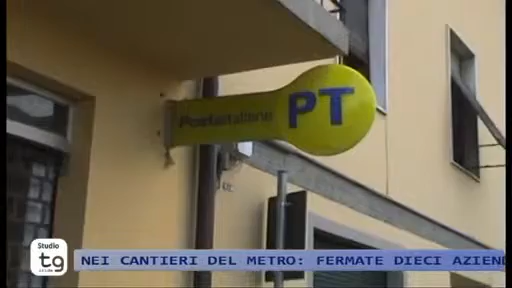 Posteitaliane PT
Studio
tg
NEI CANTIERI DEL METRO: FERMATE DIECI AZIEND